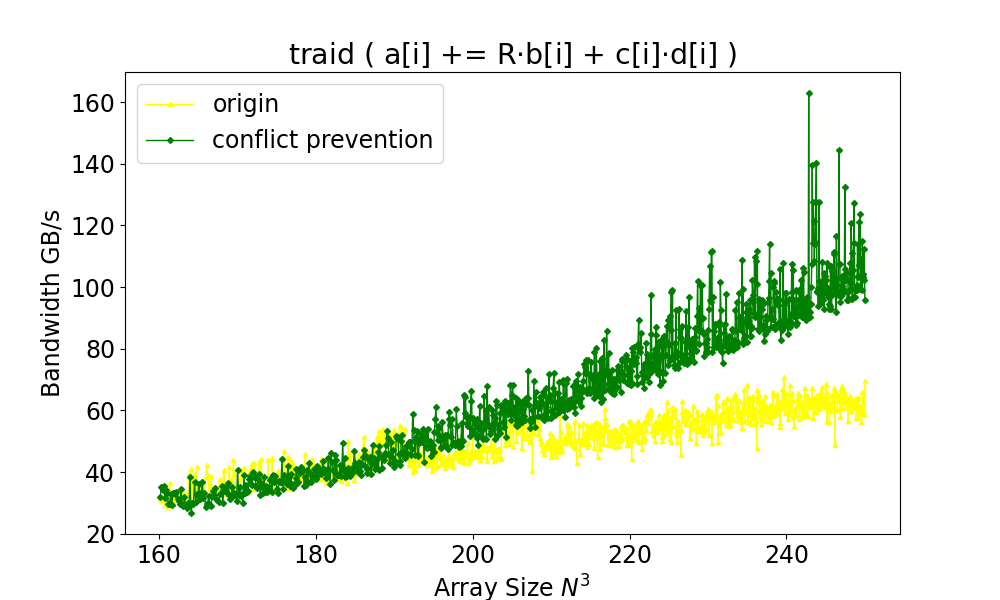 traid ( a[i] += R·b[i] + c[i]·d[i] )
origin
conflict prevention
Bandwidth GB/s
160
140
120
100
80
60
40
20
160 180 200 220 240
Array Size N³